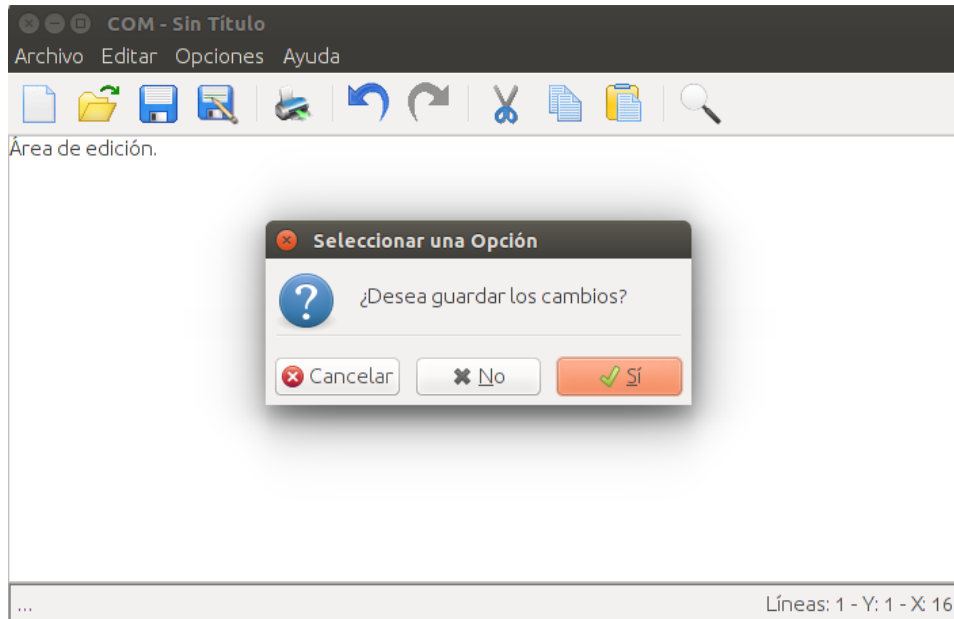 COM - Sin Título
Archivo Editar Opciones Ayuda
Área de edición.
Seleccionar una Opción
¿Desea guardar los cambios?
Cancelar No Sí
... Líneas: 1 - Y: 1 - X: 16